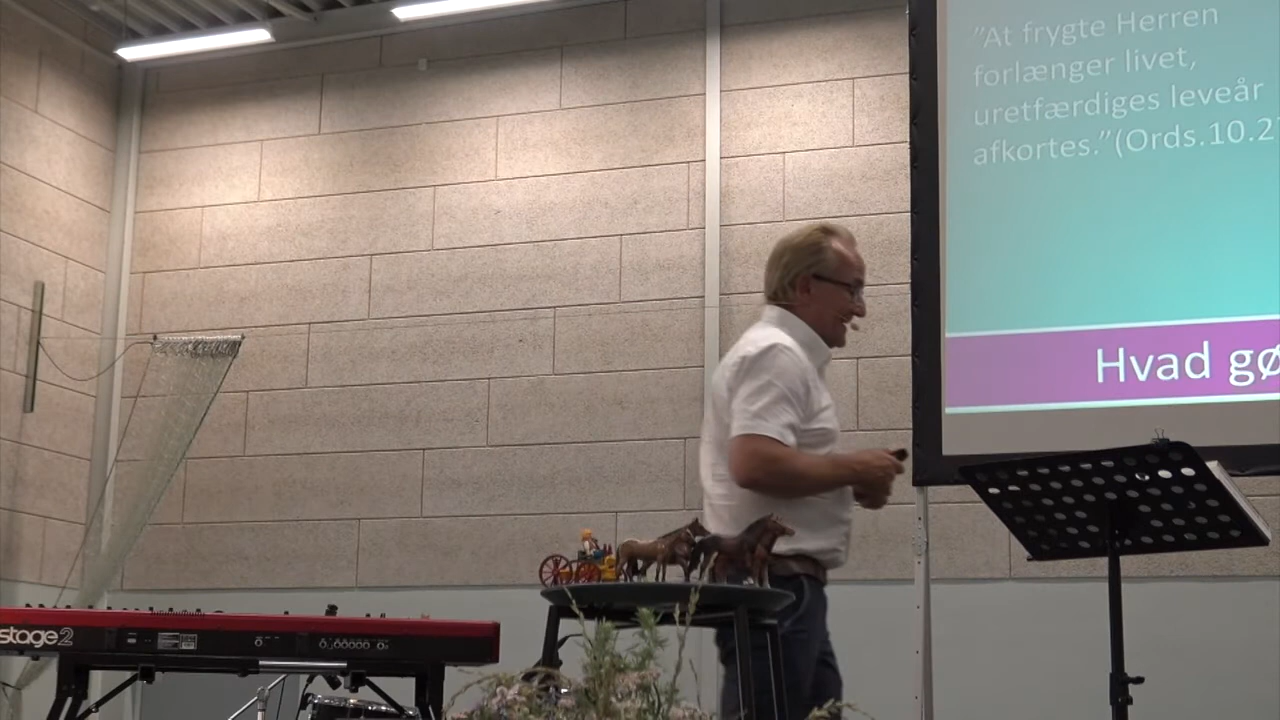 "At frygte Herren
forlænger livet,
uretfærdiges leveår
afkortes."(Ords.10.2
Hvad gø
stage2